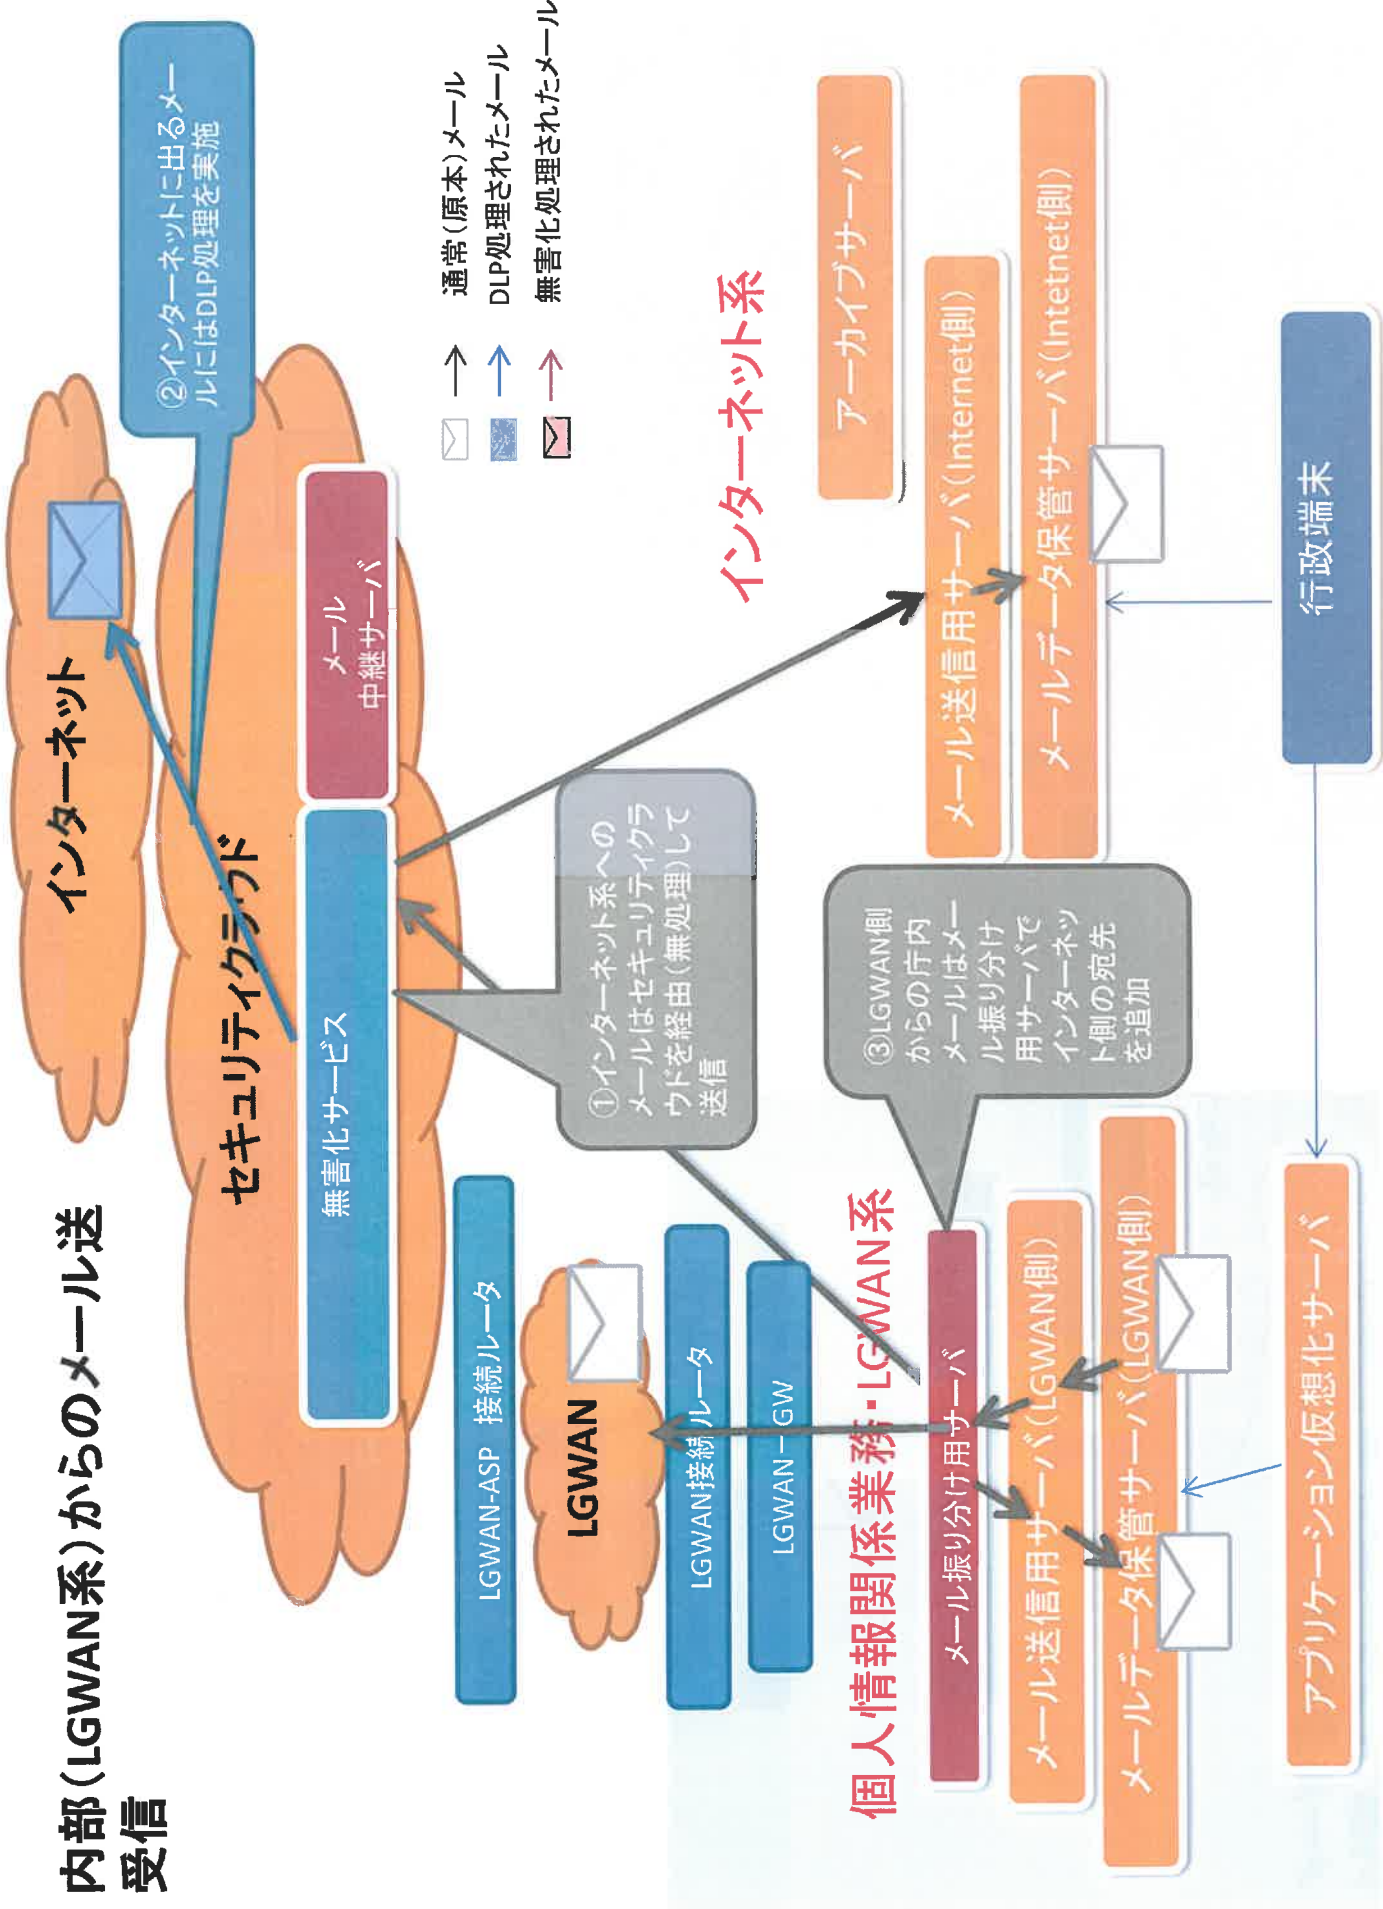 内部(LGWAN系)からのメール送
受信
インターネット
②インターネットに出るメー
ルにはDLP処理を実施
セキュリティクラウド
無害化サービス
メール
中継サーバ
通常(原本)メール
DLP処理されたメール
無害化処理されたメール
LGWAN-ASP 接続ルータ
LGWAN
LGWAN接続ルータ
LGWAN-GW
①インターネット系への
メールはセキュリティクラ
ウドを経由(無処理)して
送信
個人情報関係業務・LGWAN系
メール振り分け用サーバ
メール送信用サーバ(LGWAN側)
メールデータ保管サーバ(LGWAN側)
アプリケーション仮想化サーバ
③LGWAN側
からの庁内
メールはメー
ル振り分け
用サーバで
インターネッ
ト側の宛先
を追加
インターネット系
アーカイブサーバ
メール送信用サーバ(Internet側)
メールデータ保管サーバ(Intetnet側)
行政端末